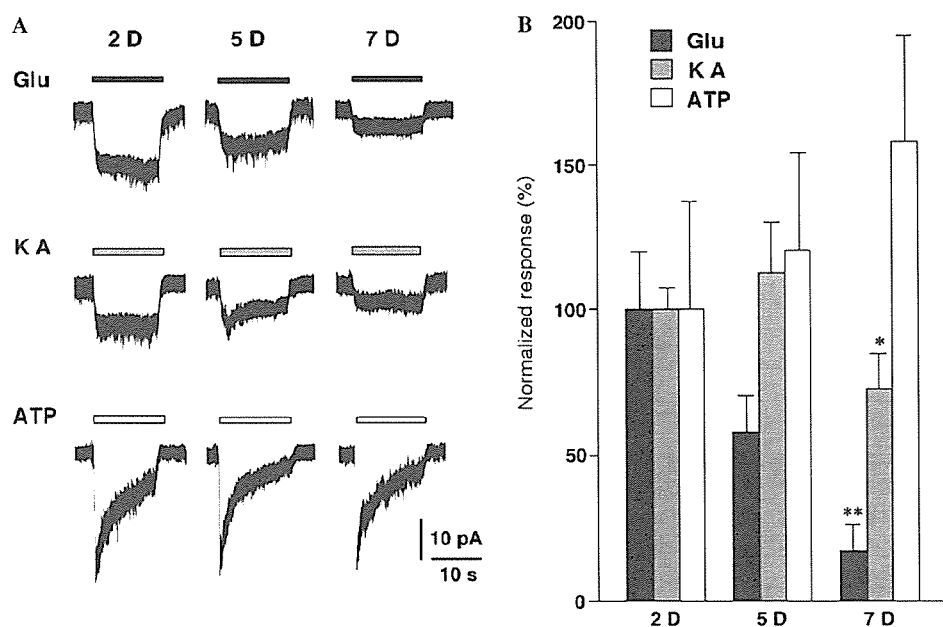 A
2 D 5 D 7 D
Glu
K A
ATP
10 pA
10 s
B
Normalized response (%)
200
150
100
50
0
Glu
K A
ATP
**
*
2 D 5 D 7 D